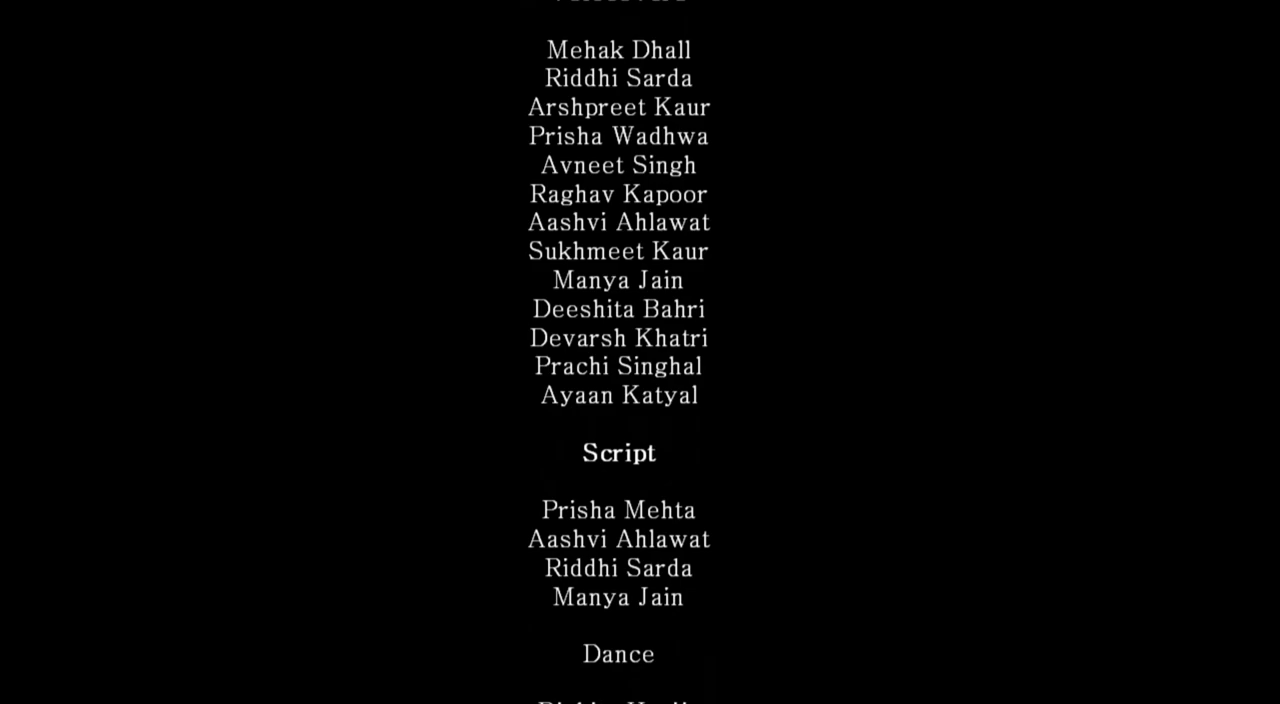 Mehak Dhall
Riddhi Sarda
Arshpreet Kaur
Prisha Wadhwa
Avneet Singh
Raghav Kapoor
Aashvi Ahlawat
Sukhmeet Kaur
Manya Jain
Deeshita Bahri
Devarsh Khatri
Prachi Singhal
Ayaan Katyal
Script
Prisha Mehta
Aashvi Ahlawat
Riddhi Sarda
Manya Jain
Dance